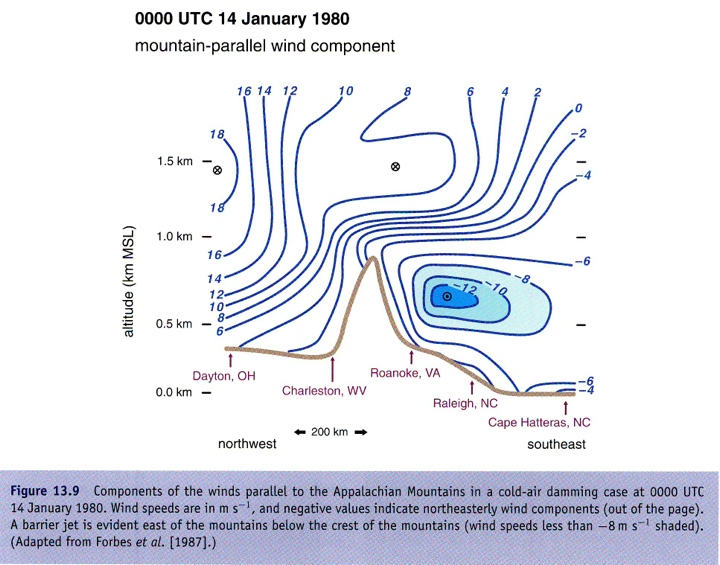 0000 UTC 14 January 1980
mountain-parallel wind component
16 14 12 10 8 6 4 2 0
18
-2
1.5 km
-4
18
1.0 km
16
-6
14
-8
-12 -10
12
10
8
0.5 km
6
altitude (km MSL)
Dayton, OH
Charleston, WV
Roanoke, VA
-6
0.0 km
-4
Raleigh, NC
Cape Hatteras, NC
200 km
northwest
southeast
Figure 13.9 Components of the winds parallel to the Appalachian Mountains in a cold-air damming case at 0000 UTC
14 January 1980. Wind speeds are in m s⁻¹, and negative values indicate northeasterly wind components (out of the page).
A barrier jet is evident east of the mountains below the crest of the mountains (wind speeds less than −8 m s⁻¹ shaded).
(Adapted from Forbes et al. [1987].)